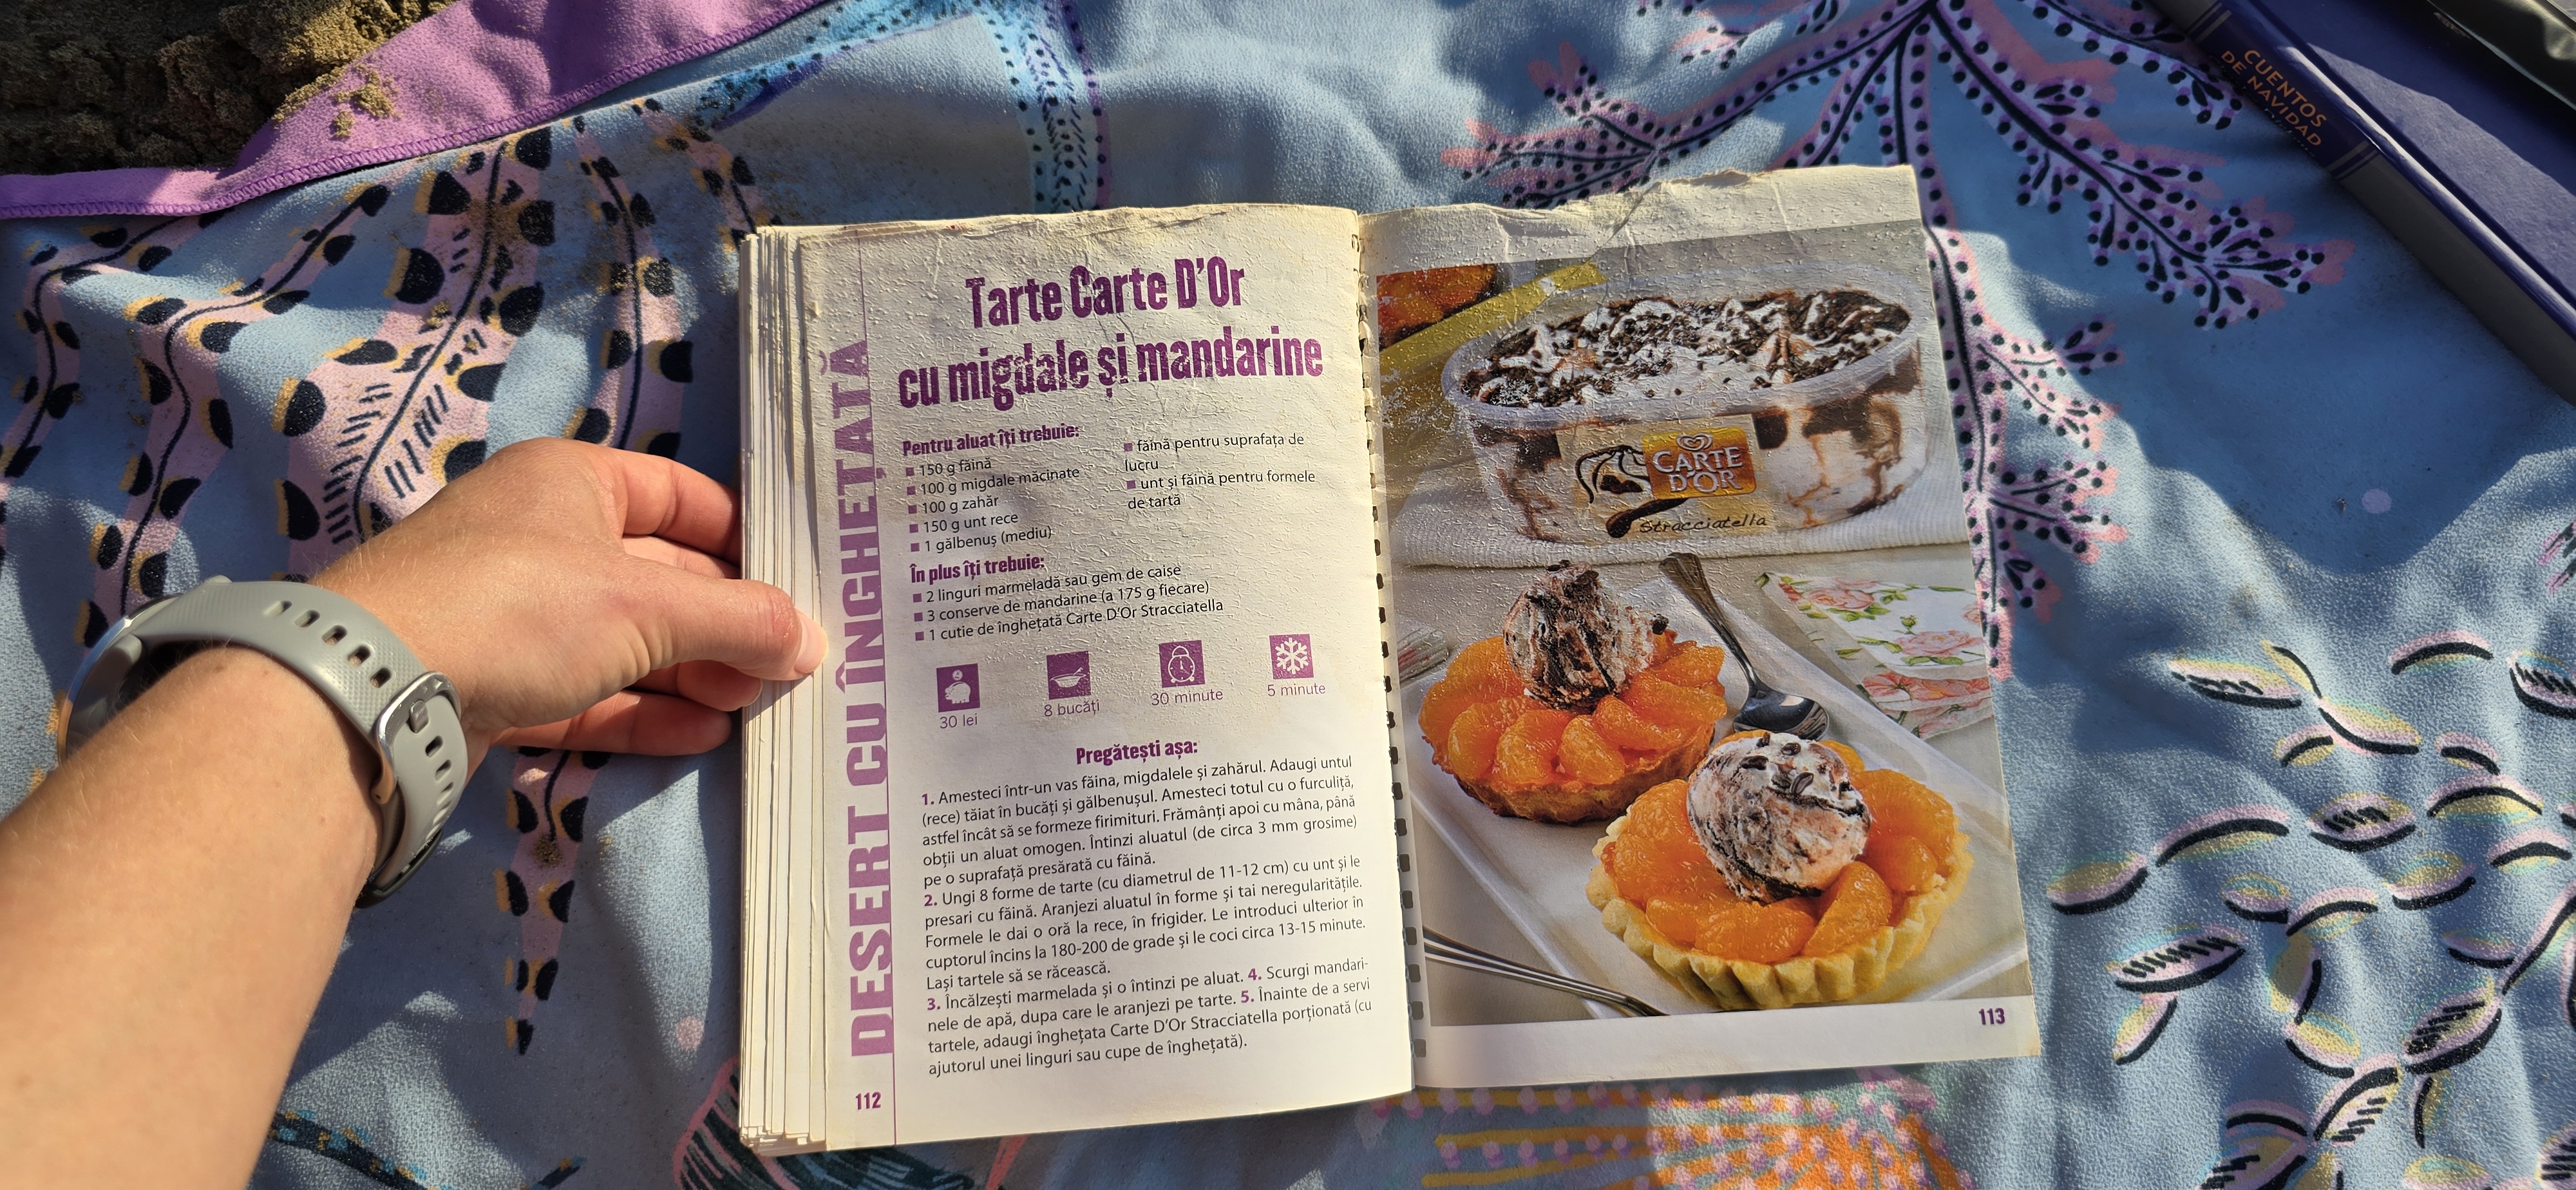 CUENTOS
DE NAVIDAD
DESERT CU ÎNGHEȚATĂ
Tarte Carte D'Or
cu migdale și mandarine
Pentru aluat îți trebuie:
150 g făină
100 g migdale măcinate
100 g zahăr
150 g unt rece
1 gălbenuș (mediu)
făină pentru suprafața de
lucru
unt și făină pentru formele
de tartă
În plus îți trebuie:
2 linguri marmeladă sau gem de caise
3 conserve de mandarine (a 175 g fiecare)
1 cutie de înghețată Carte D'Or Stracciatella
30 lei
8 bucăți
30 minute
5 minute
Pregătești așa:
1. Amesteci într-un vas făina, migdalele și zahărul. Adaugi untul
(rece) tăiat în bucăți și gălbenușul. Amesteci totul cu o furculiță,
astfel încât să se formeze firimituri. Frămânți apoi cu mâna, până
obții un aluat omogen. Întinzi aluatul (de circa 3 mm grosime)
pe o suprafață presărată cu făină.
2. Ungi 8 forme de tarte (cu diametrul de 11-12 cm) cu unt și le
presari cu făină. Aranjezi aluatul în forme și tai neregularitățile.
Formele le dai o oră la rece, în frigider. Le introduci ulterior în
cuptorul încins la 180-200 de grade și le coci circa 13-15 minute.
Lași tartele să se răcească.
3. Încălzești marmelada și o întinzi pe aluat. 4. Scurgi mandari-
nele de apă, dupa care le aranjezi pe tarte. 5. Înainte de a servi
tartele, adaugi înghețata Carte D'Or Stracciatella porționată (cu
ajutorul unei linguri sau cupe de înghețată).
112
CARTE
D'OR
Stracciatella
113